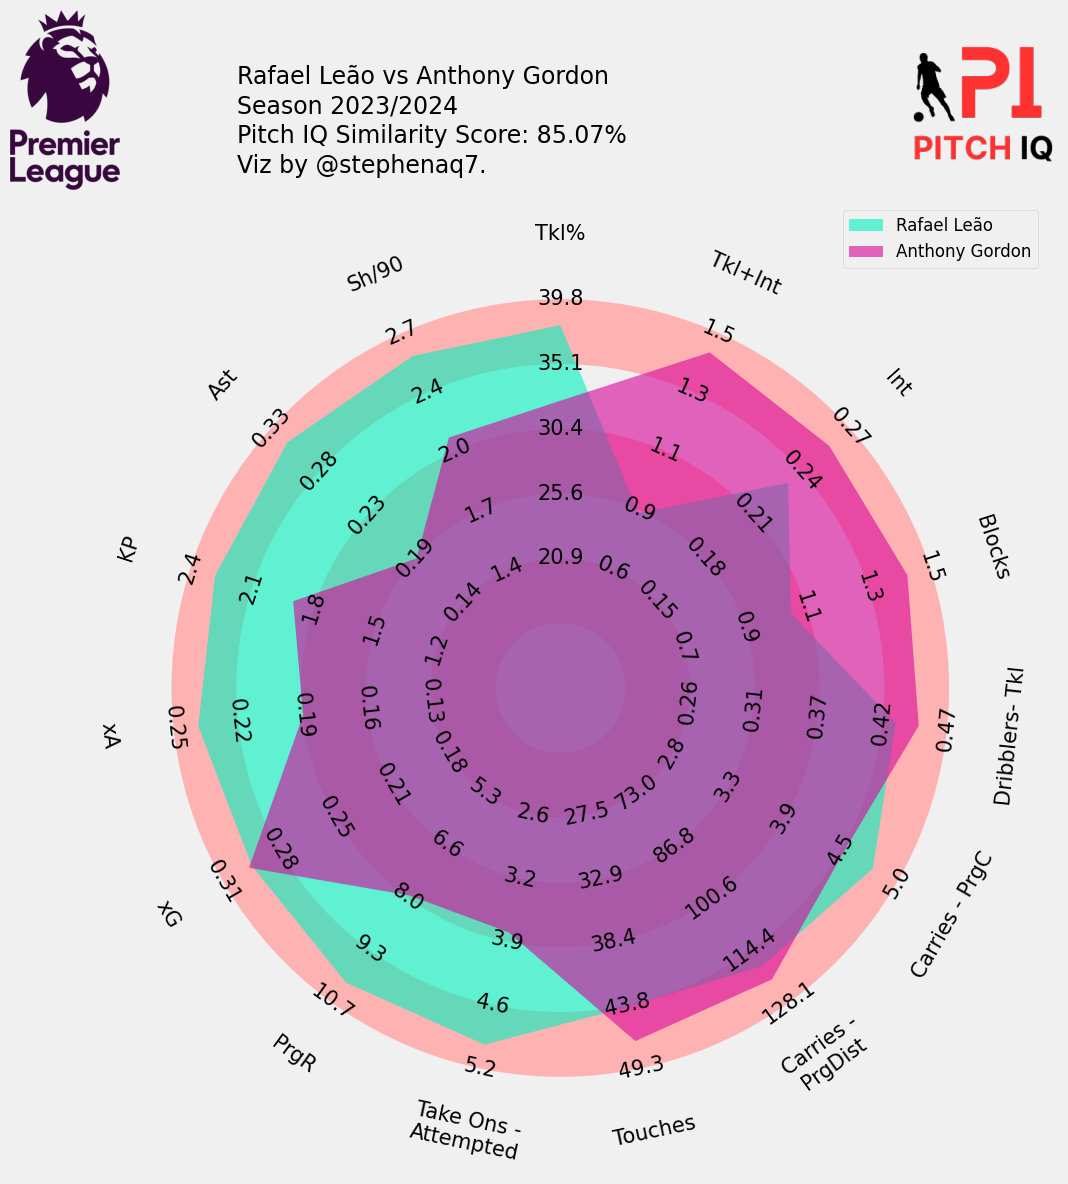 Premier
League
Rafael Leão vs Anthony Gordon
Season 2023/2024
Pitch IQ Similarity Score: 85.07%
Viz by @stephenaq7.
PI
PITCH IQ
Rafael Leão
Anthony Gordon
Tkl%
39.8
35.1
30.4
25.6
20.9
Tkl+Int
1.5
1.3
1.1
0.9
0.6
Int
0.27
0.24
0.21
0.18
0.15
Blocks
1.5
1.3
1.1
0.9
0.7
Dribblers- Tkl
0.47
0.42
0.37
0.31
0.26
Carries - PrgC
5.0
4.5
3.9
3.3
2.8
Carries -
PrgDist
128.1
114.4
100.6
86.8
73.0
Touches
49.3
43.8
38.4
32.9
27.5
Take Ons -
Attempted
5.2
4.6
3.9
3.2
2.6
PrgR
10.7
9.3
8.0
6.6
5.3
xG
0.31
0.28
0.25
0.21
0.18
xA
0.25
0.22
0.19
0.16
0.13
KP
2.4
2.1
1.8
1.5
1.2
Ast
0.33
0.28
0.23
0.19
0.14
Sh/90
2.7
2.4
2.0
1.7
1.4